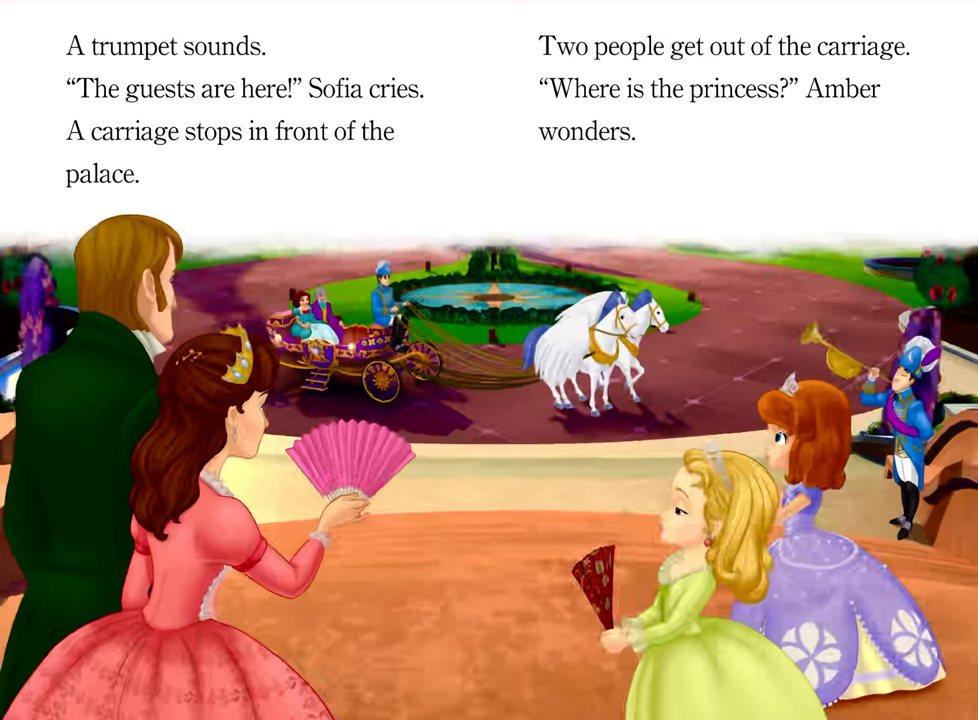 A trumpet sounds.
“The guests are here!” Sofia cries.
A carriage stops in front of the
palace.
Two people get out of the carriage.
“Where is the princess?” Amber
wonders.